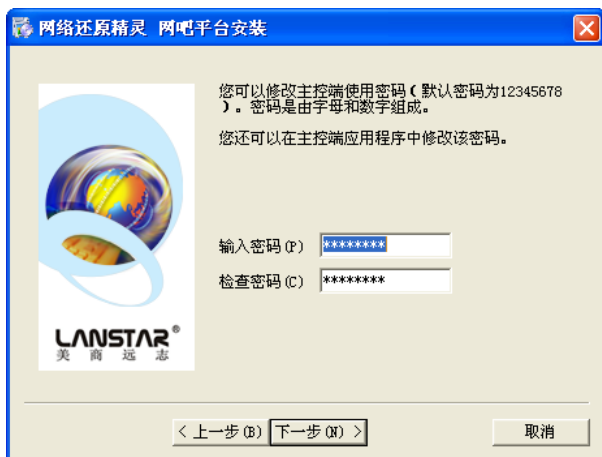 网络还原精灵 网吧平台安装
您可以修改主控端使用密码(默认密码为12345678
)。密码是由字母和数字组成。
您还可以在主控端应用程序中修改该密码。
输入密码(P) ********
检查密码(C) ********
LANSTAR®
美商远志
< 上一步(B) 下一步(N) > 取消